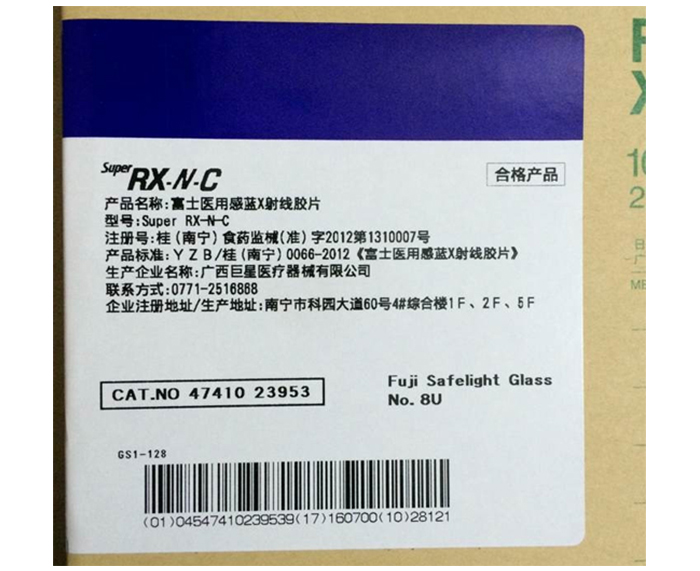 Super RX-N-C
合格产品
产品名称:富士医用感蓝X射线胶片
型号:Super RX-N-C
注册号:桂(南宁)食药监械(准)字2012第1310007号
产品标准:YZB/桂(南宁)0066-2012《富士医用感蓝X射线胶片》
生产企业名称:广西巨星医疗器械有限公司
联系方式:0771-2516888
企业注册地址/生产地址:南宁市科园大道60号4#综合楼1F、2F、5F
CAT.NO 47410 23953
Fuji Safelight Glass
No. 8U
GS1-128
(01)04547410239539(17)160700(10)28121